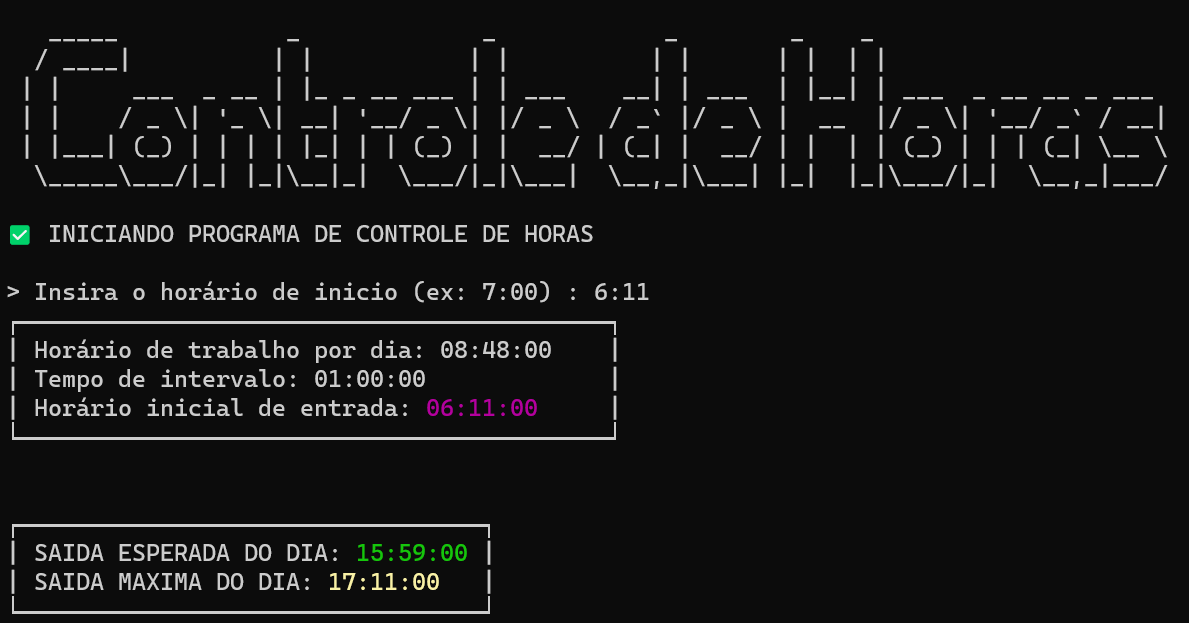 Controle de Horas
✅ INICIANDO PROGRAMA DE CONTROLE DE HORAS
> Insira o horário de inicio (ex: 7:00) : 6:11
Horário de trabalho por dia: 08:48:00
Tempo de intervalo: 01:00:00
Horário inicial de entrada: 06:11:00
SAIDA ESPERADA DO DIA: 15:59:00
SAIDA MAXIMA DO DIA: 17:11:00